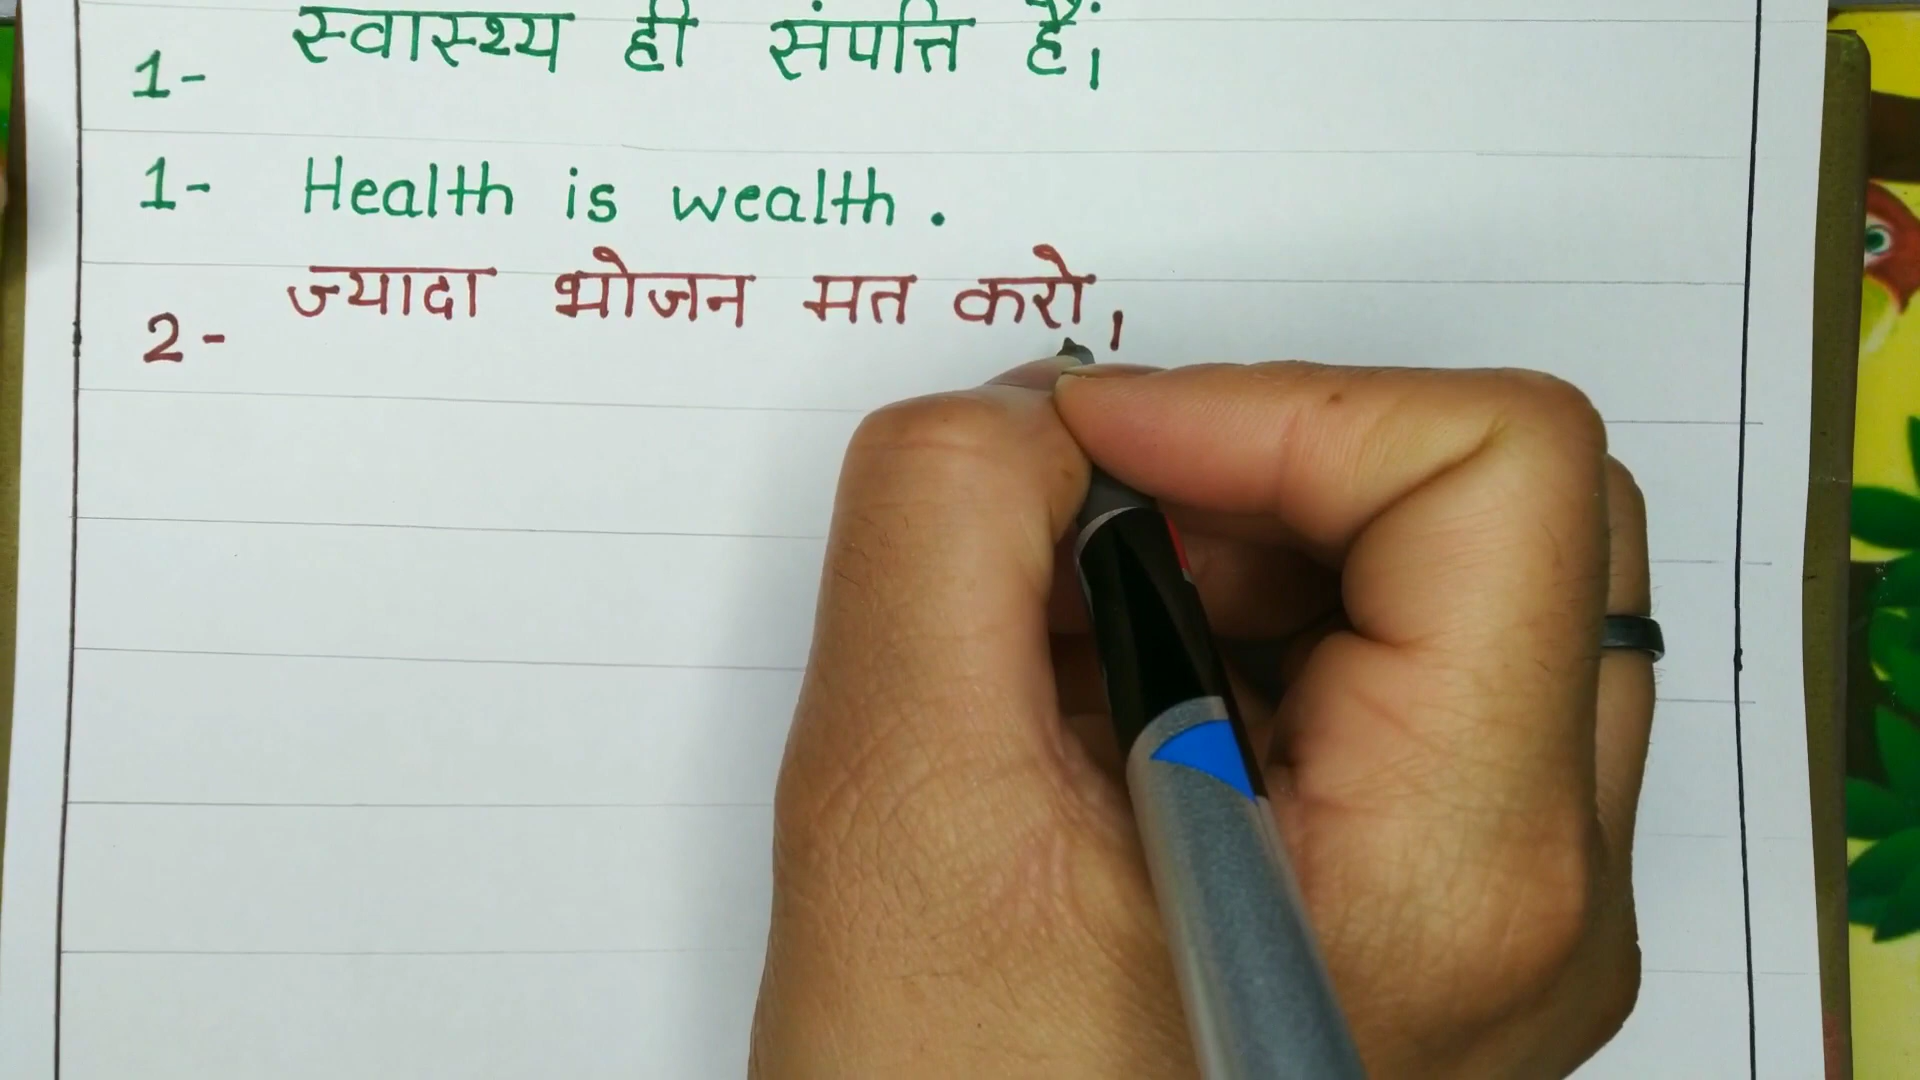 1- स्वास्थ्य ही संपत्ति हैं।
1- Health is wealth.
2- ज्यादा भोजन मत करो।